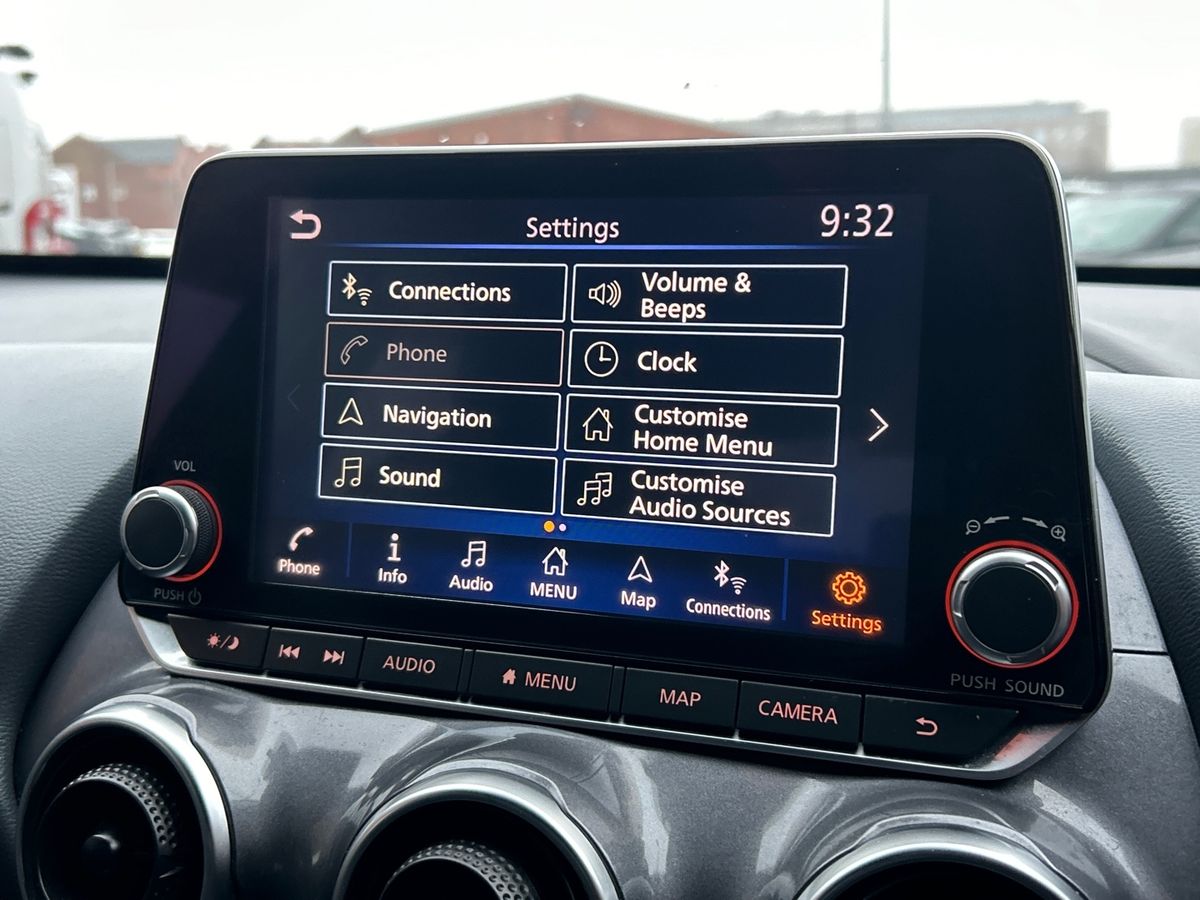 Settings
9:32
Connections
Volume &
Beeps
Phone
Clock
Navigation
Customise
Home Menu
Sound
Customise
Audio Sources
VOL
PUSH
Phone
Info
Audio
MENU
Map
Connections
Settings
PUSH SOUND
AUDIO
MENU
MAP
CAMERA